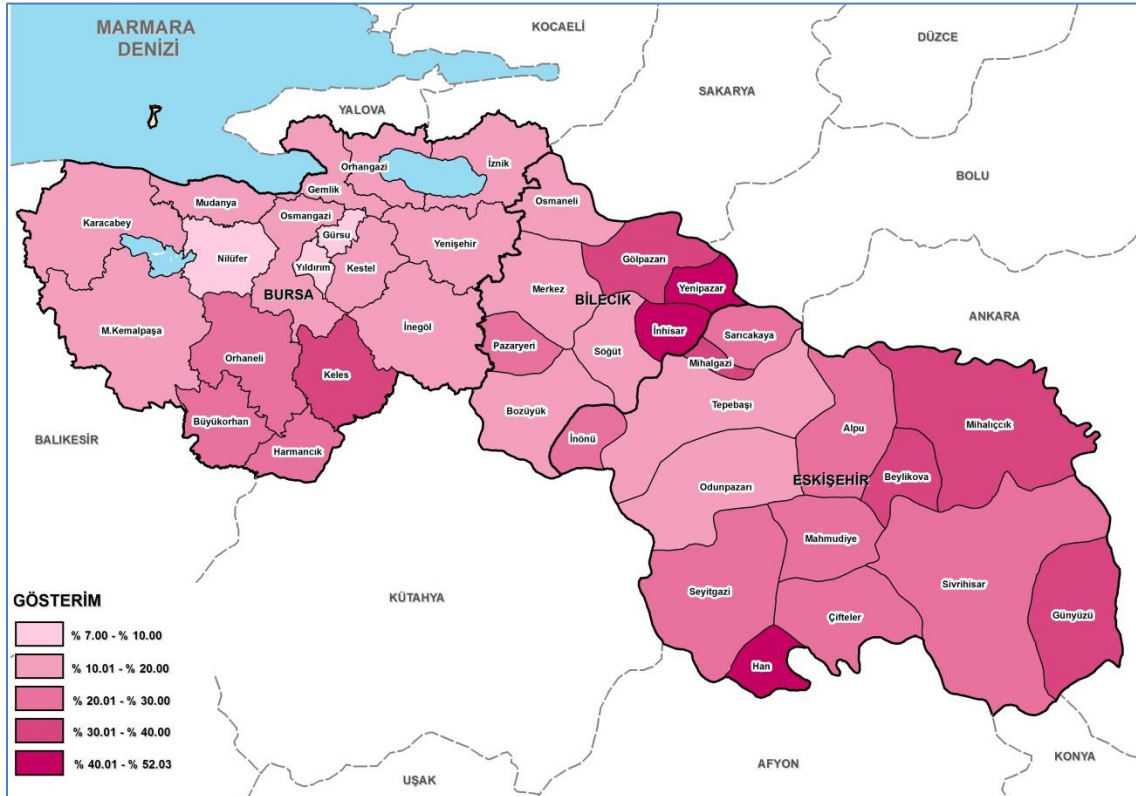 MARMARA
DENİZİ
KOCAELİ
DÜZCE
SAKARYA
YALOVA
BOLU
ANKARA
BALIKESİR
KÜTAHYA
UŞAK
AFYON
KONYA
Orhangazi
İznik
Gemlik
Mudanya
Karacabey
Osmangazi
Gürsu
Yenişehir
Nilüfer
Yıldırım
Kestel
BURSA
M.Kemalpaşa
İnegöl
Orhaneli
Keles
Büyükorhan
Harmancık
Osmaneli
Gölpazarı
Yenipazar
Merkez
BİLECİK
İnhisar
Pazaryeri
Söğüt
Bozüyük
İnönü
Sarıcakaya
Mihalgazi
Tepebaşı
Alpu
Mihalıççık
Odunpazarı
ESKİŞEHİR
Beylikova
Mahmudiye
Seyitgazi
Çifteler
Sivrihisar
Günyüzü
Han
GÖSTERİM
% 7.00 - % 10.00
% 10.01 - % 20.00
% 20.01 - % 30.00
% 30.01 - % 40.00
% 40.01 - % 52.03